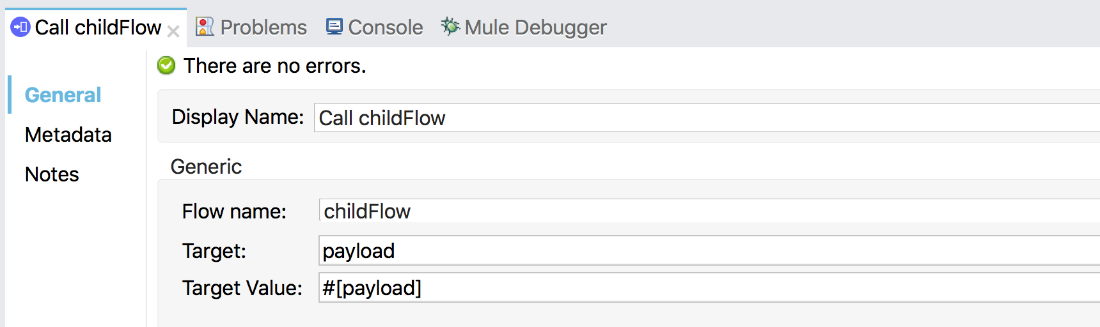 Call childFlow Problems Console Mule Debugger
There are no errors.
General
Display Name: Call childFlow
Metadata
Generic
Notes
Flow name: childFlow
Target: payload
Target Value: #[payload]